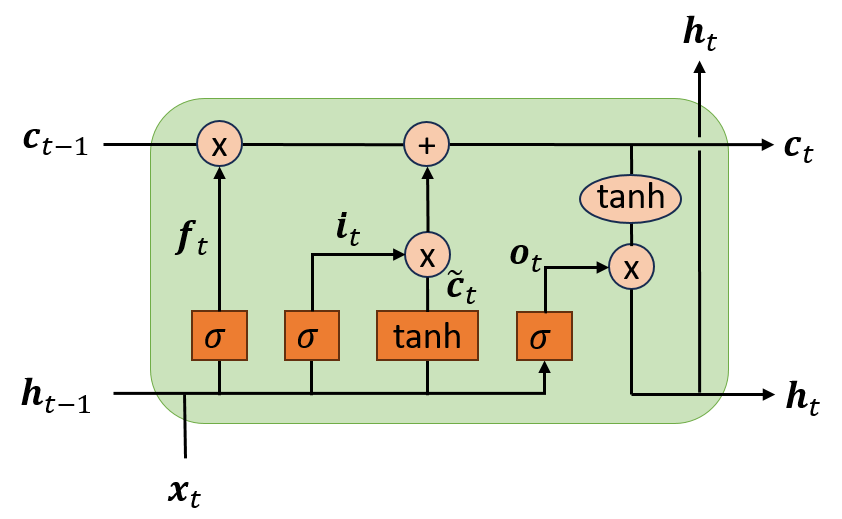 h_t
c_{t-1}
x
+
c_t
tanh
f_t
i_t
o_t
x
x
c̃_t
σ
σ
tanh
σ
h_{t-1}
h_t
x_t